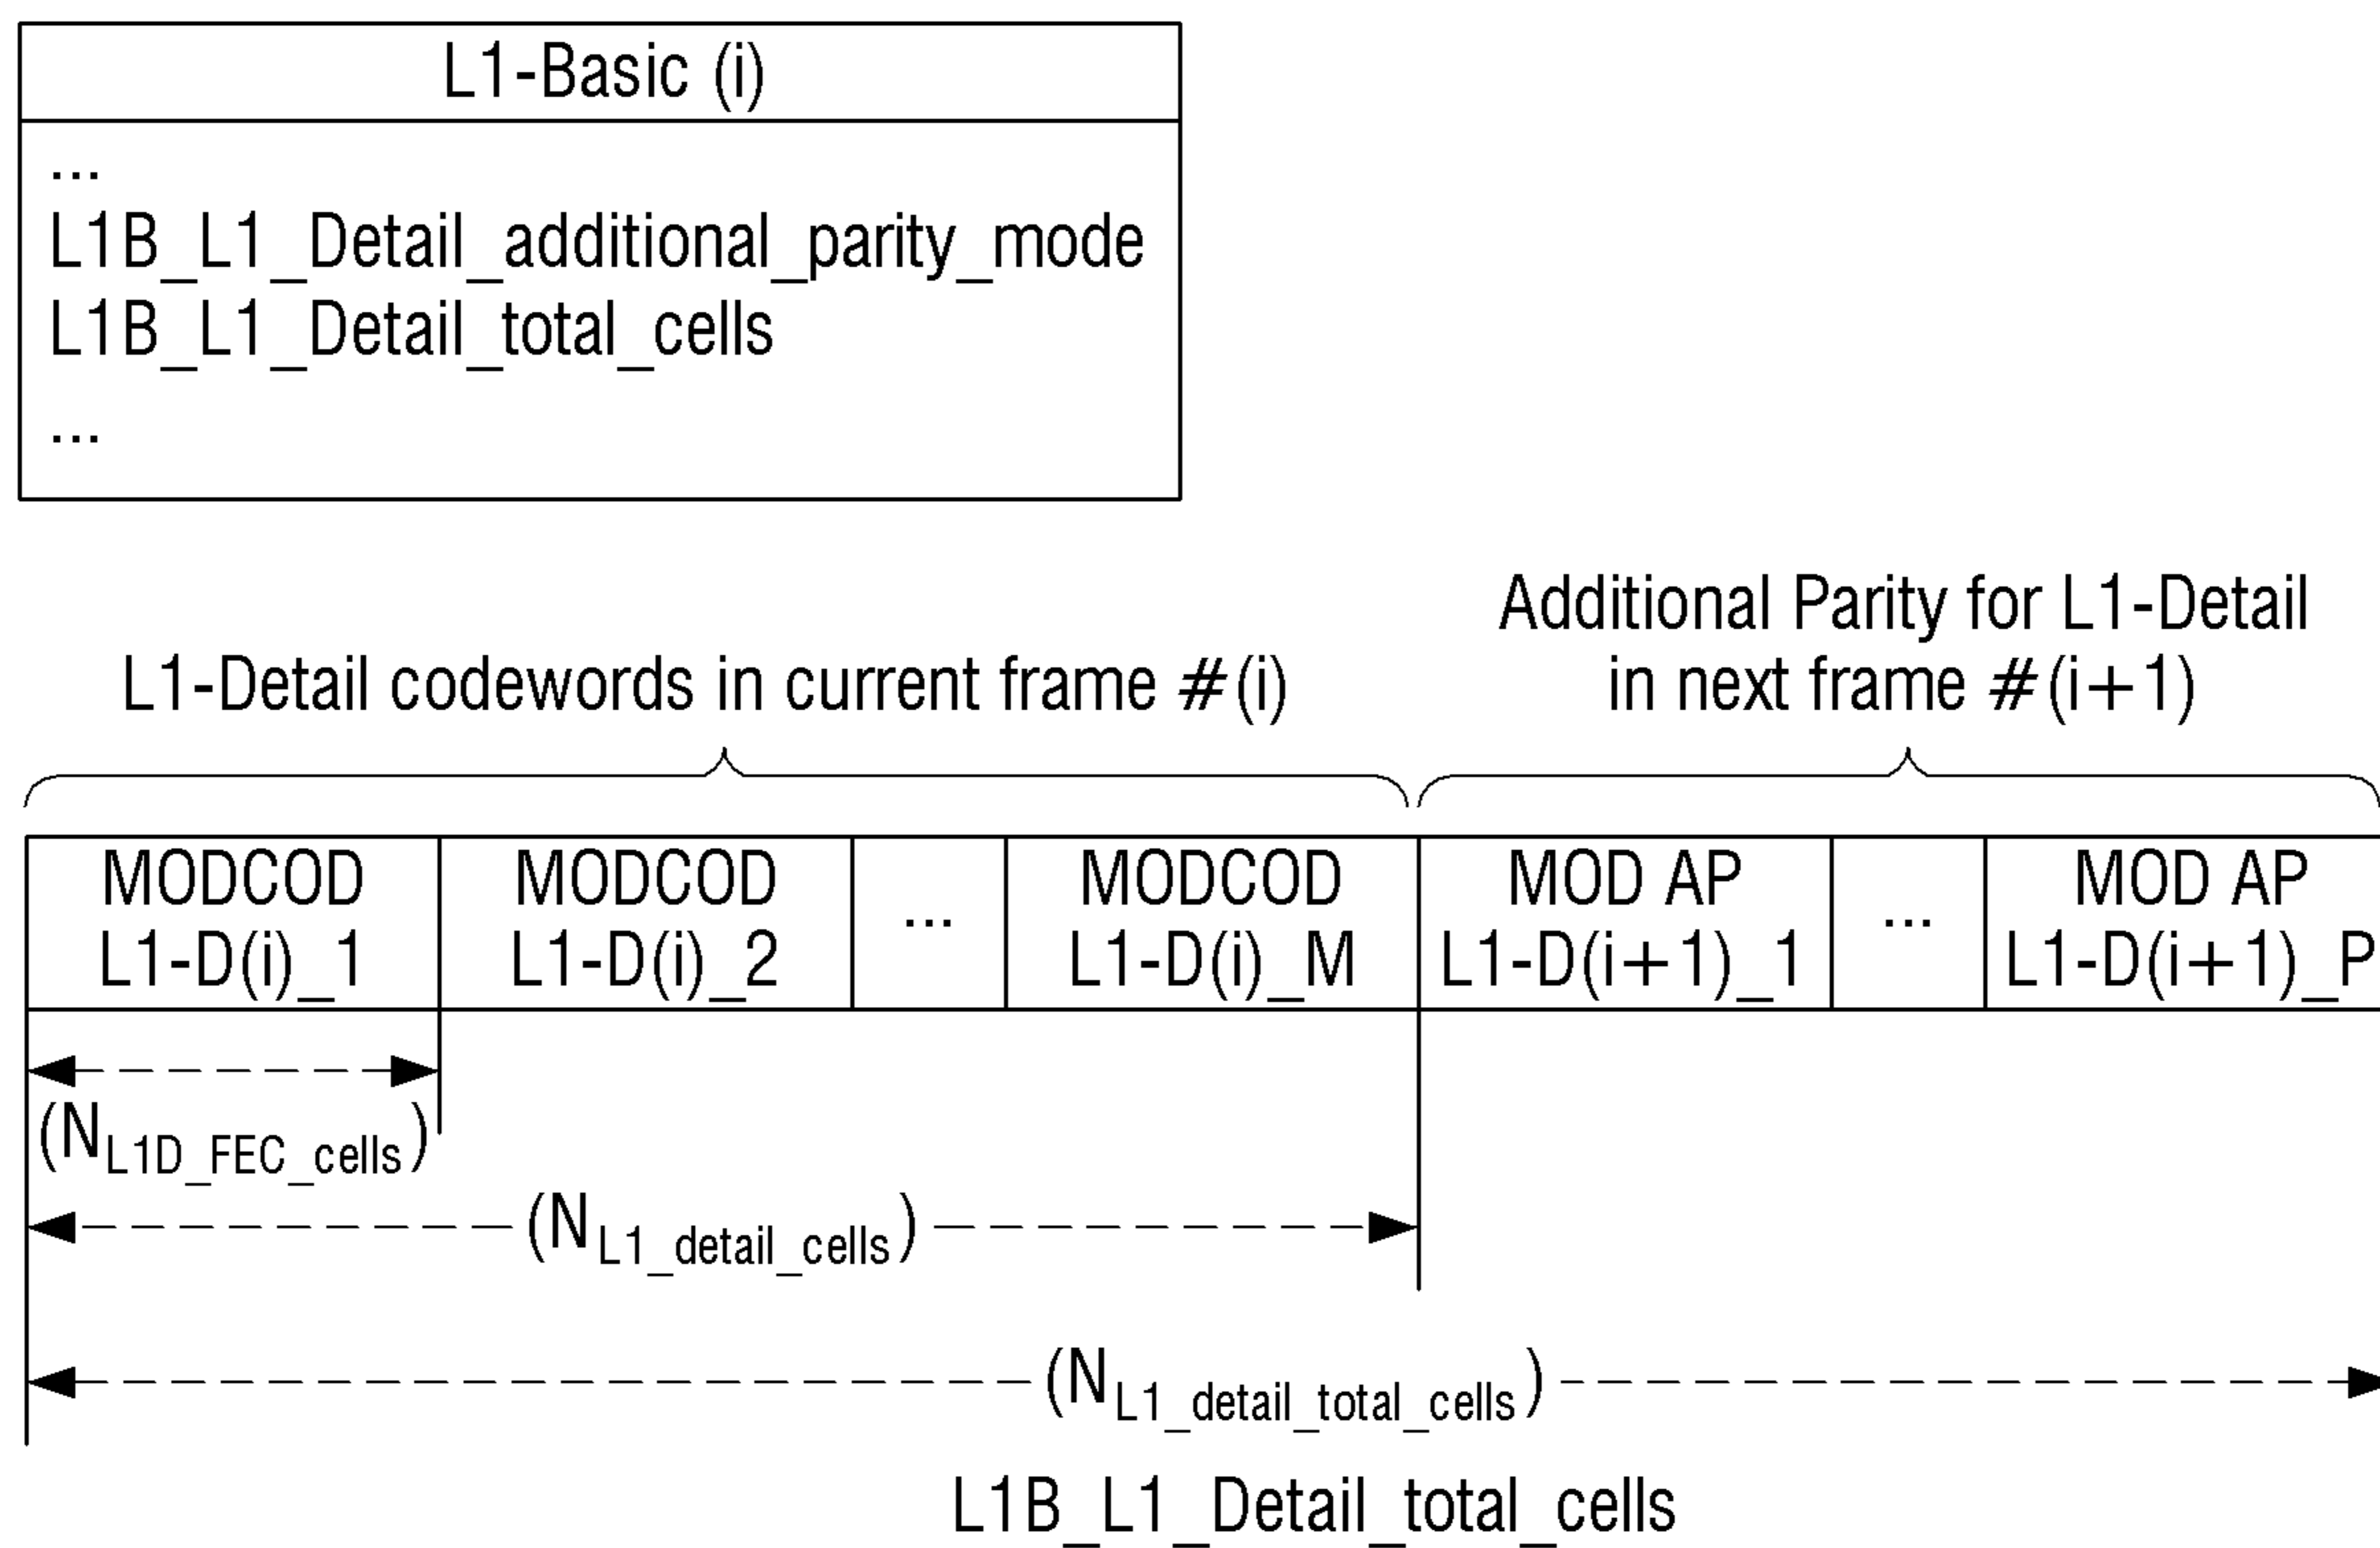 L1-Basic (i)
...
L1B_L1_Detail_additional_parity_mode
L1B_L1_Detail_total_cells
...
Additional Parity for L1-Detail
in next frame #(i+1)
L1-Detail codewords in current frame #(i)
MODCOD
L1-D(i)_1
MODCOD
L1-D(i)_2
...
MODCOD
L1-D(i)_M
MOD AP
L1-D(i+1)_1
...
MOD AP
L1-D(i+1)_P
(NL1D_FEC_cells)
(NL1_detail_cells)
(NL1_detail_total_cells)
L1B_L1_Detail_total_cells